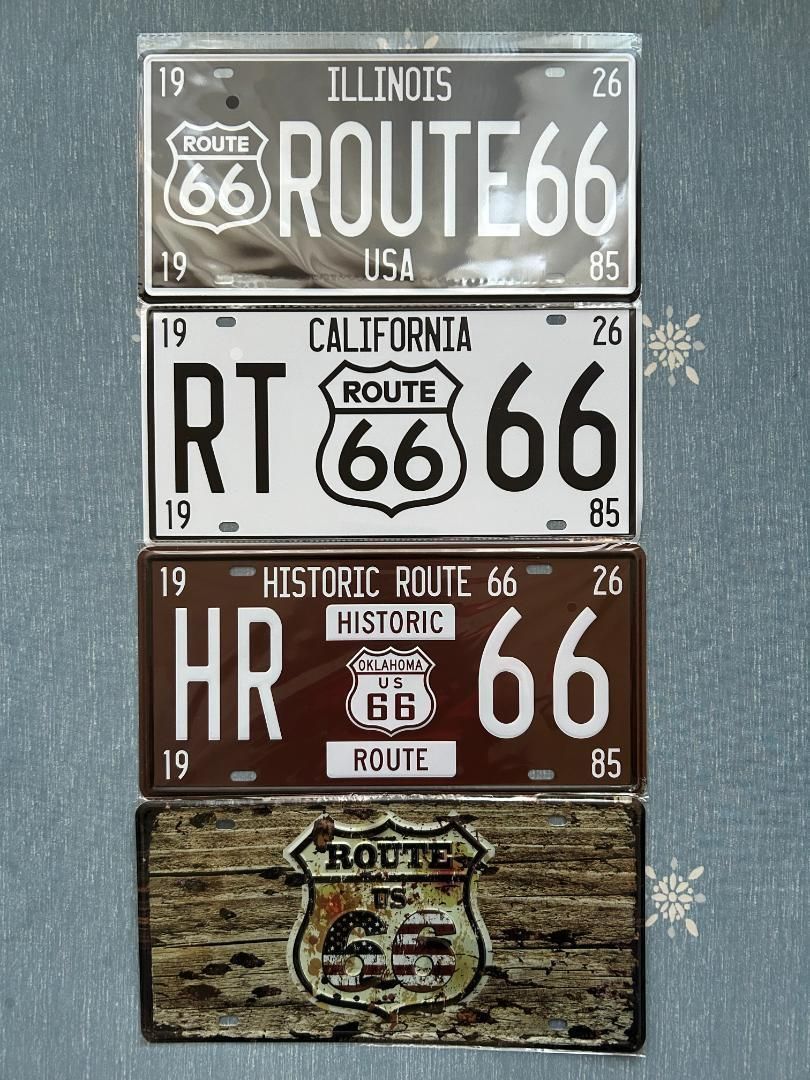 19 ILLINOIS 26
ROUTE
66
ROUTE66
19 USA 85
19 CALIFORNIA 26
RT
ROUTE
66
66
19 85
19 HISTORIC ROUTE 66 26
HR
HISTORIC
OKLAHOMA
US
66
ROUTE
66
19 85
ROUTE
US
66